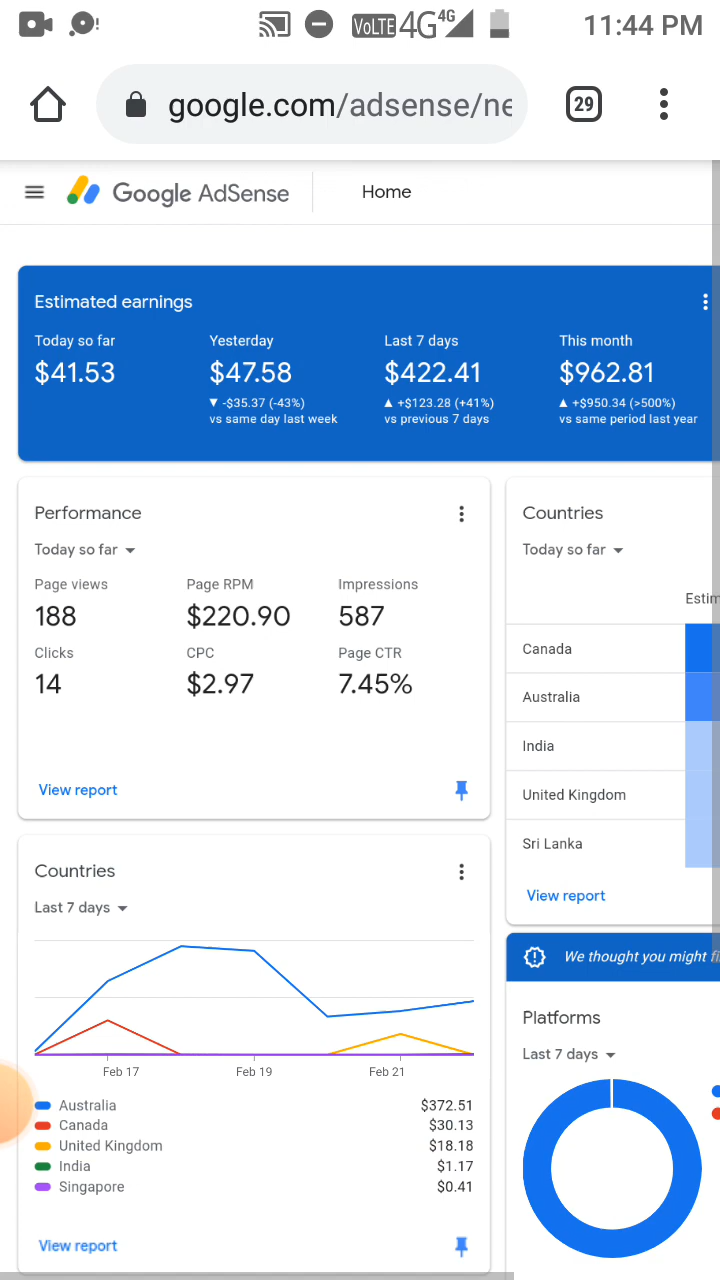 VoLTE 4G 4G 11:44 PM
google.com/adsense/ne 29
Google AdSense Home
Estimated earnings
Today so far Yesterday Last 7 days This month
$41.53 $47.58 $422.41 $962.81
▼ -$35.37 (-43%) ▲ +$123.28 (+41%) ▲ +$950.34 (>500%)
vs same day last week vs previous 7 days vs same period last year
Performance
Today so far
Page views Page RPM Impressions
188 $220.90 587
Clicks CPC Page CTR
14 $2.97 7.45%
View report
Countries
Today so far
Estim
Canada
Australia
India
United Kingdom
Sri Lanka
View report
Countries
Last 7 days
Feb 17 Feb 19 Feb 21
Australia $372.51
Canada $30.13
United Kingdom $18.18
India $1.17
Singapore $0.41
View report
We thought you might fi
Platforms
Last 7 days